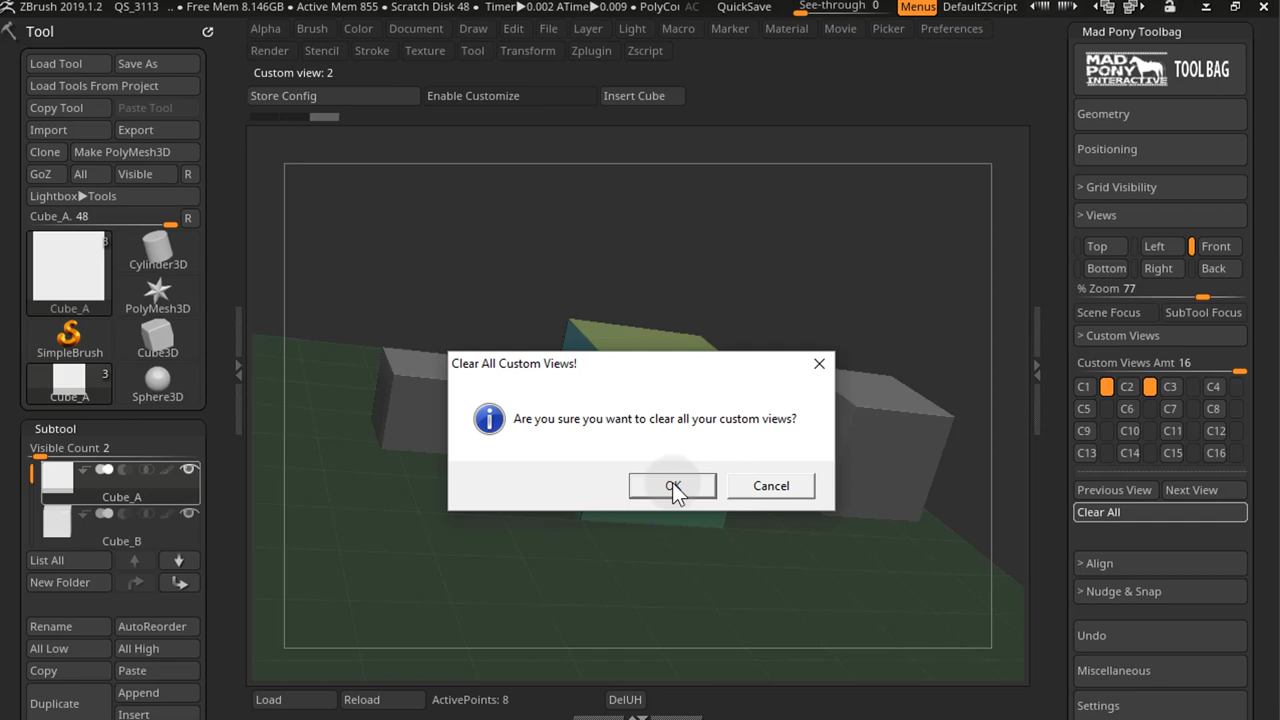 ZBrush 2019.1.2 QS_3113 .. • Free Mem 8.146GB • Active Mem 855 • Scratch Disk 48 • Timer▶0.002 ATime▶0.009 • PolyCou AC QuickSave See-through 0 Menus DefaultZScript
Tool
Load Tool Save As
Load Tools From Project
Copy Tool Paste Tool
Import Export
Clone Make PolyMesh3D
GoZ All Visible R
Lightbox▶Tools
Cube_A. 48 R
3
Cube_A
Cylinder3D
PolyMesh3D
SimpleBrush
Cube3D
3
Cube_A
Sphere3D
Subtool
Visible Count 2
Cube_A
Cube_B
List All
New Folder
Rename AutoReorder
All Low All High
Copy Paste
Duplicate Append
Insert
Alpha Brush Color Document Draw Edit File Layer Light Macro Marker Material Movie Picker Preferences
Render Stencil Stroke Texture Tool Transform Zplugin Zscript
Custom view: 2
Store Config Enable Customize Insert Cube
Clear All Custom Views!
Are you sure you want to clear all your custom views?
OK Cancel
Load Reload ActivePoints: 8 DelUH
Mad Pony Toolbag
MAD PONY INTERACTIVE TOOL BAG
Geometry
Positioning
> Grid Visibility
> Views
Top Left Front
Bottom Right Back
% Zoom 77
Scene Focus SubTool Focus
> Custom Views
Custom Views Amt 16
C1 C2 C3 C4
C5 C6 C7 C8
C9 C10 C11 C12
C13 C14 C15 C16
Previous View Next View
Clear All
> Align
> Nudge & Snap
Undo
Miscellaneous
Settings